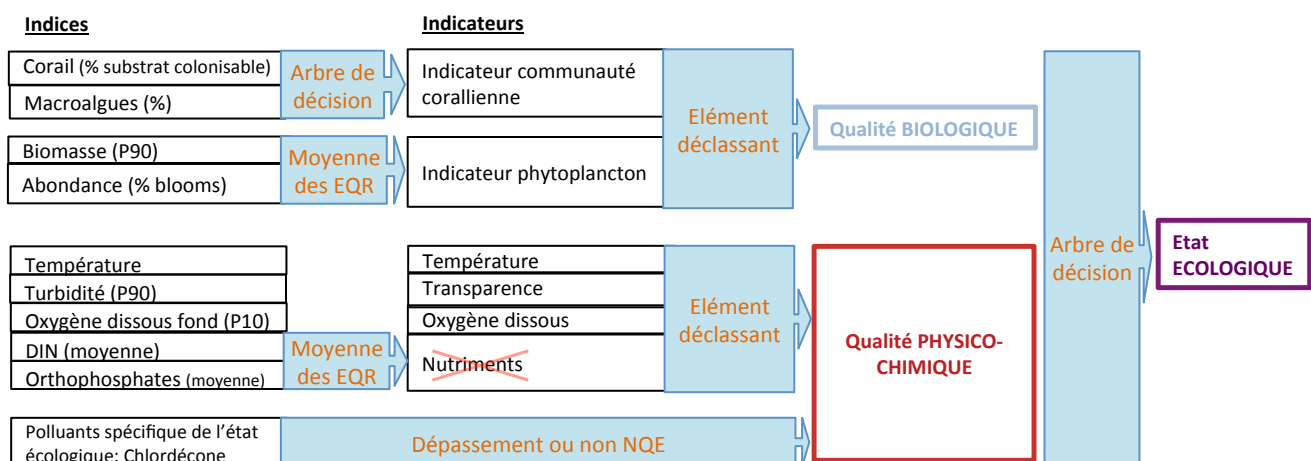 Indices
Indicateurs
Corail (% substrat colonisable)
Macroalgues (%)
Arbre de
décision
Indicateur communauté
corallienne
Biomasse (P90)
Abondance (% blooms)
Moyenne
des EQR
Indicateur phytoplancton
Elément
déclassant
Qualité BIOLOGIQUE
Température
Turbidité (P90)
Oxygène dissous fond (P10)
DIN (moyenne)
Orthophosphates (moyenne)
Moyenne
des EQR
Température
Transparence
Oxygène dissous
Nutriments
Elément
déclassant
Qualité PHYSICO-
CHIMIQUE
Polluants spécifique de l'état
écologique: Chlordécone
Dépassement ou non NQE
Arbre de
décision
Etat
ECOLOGIQUE